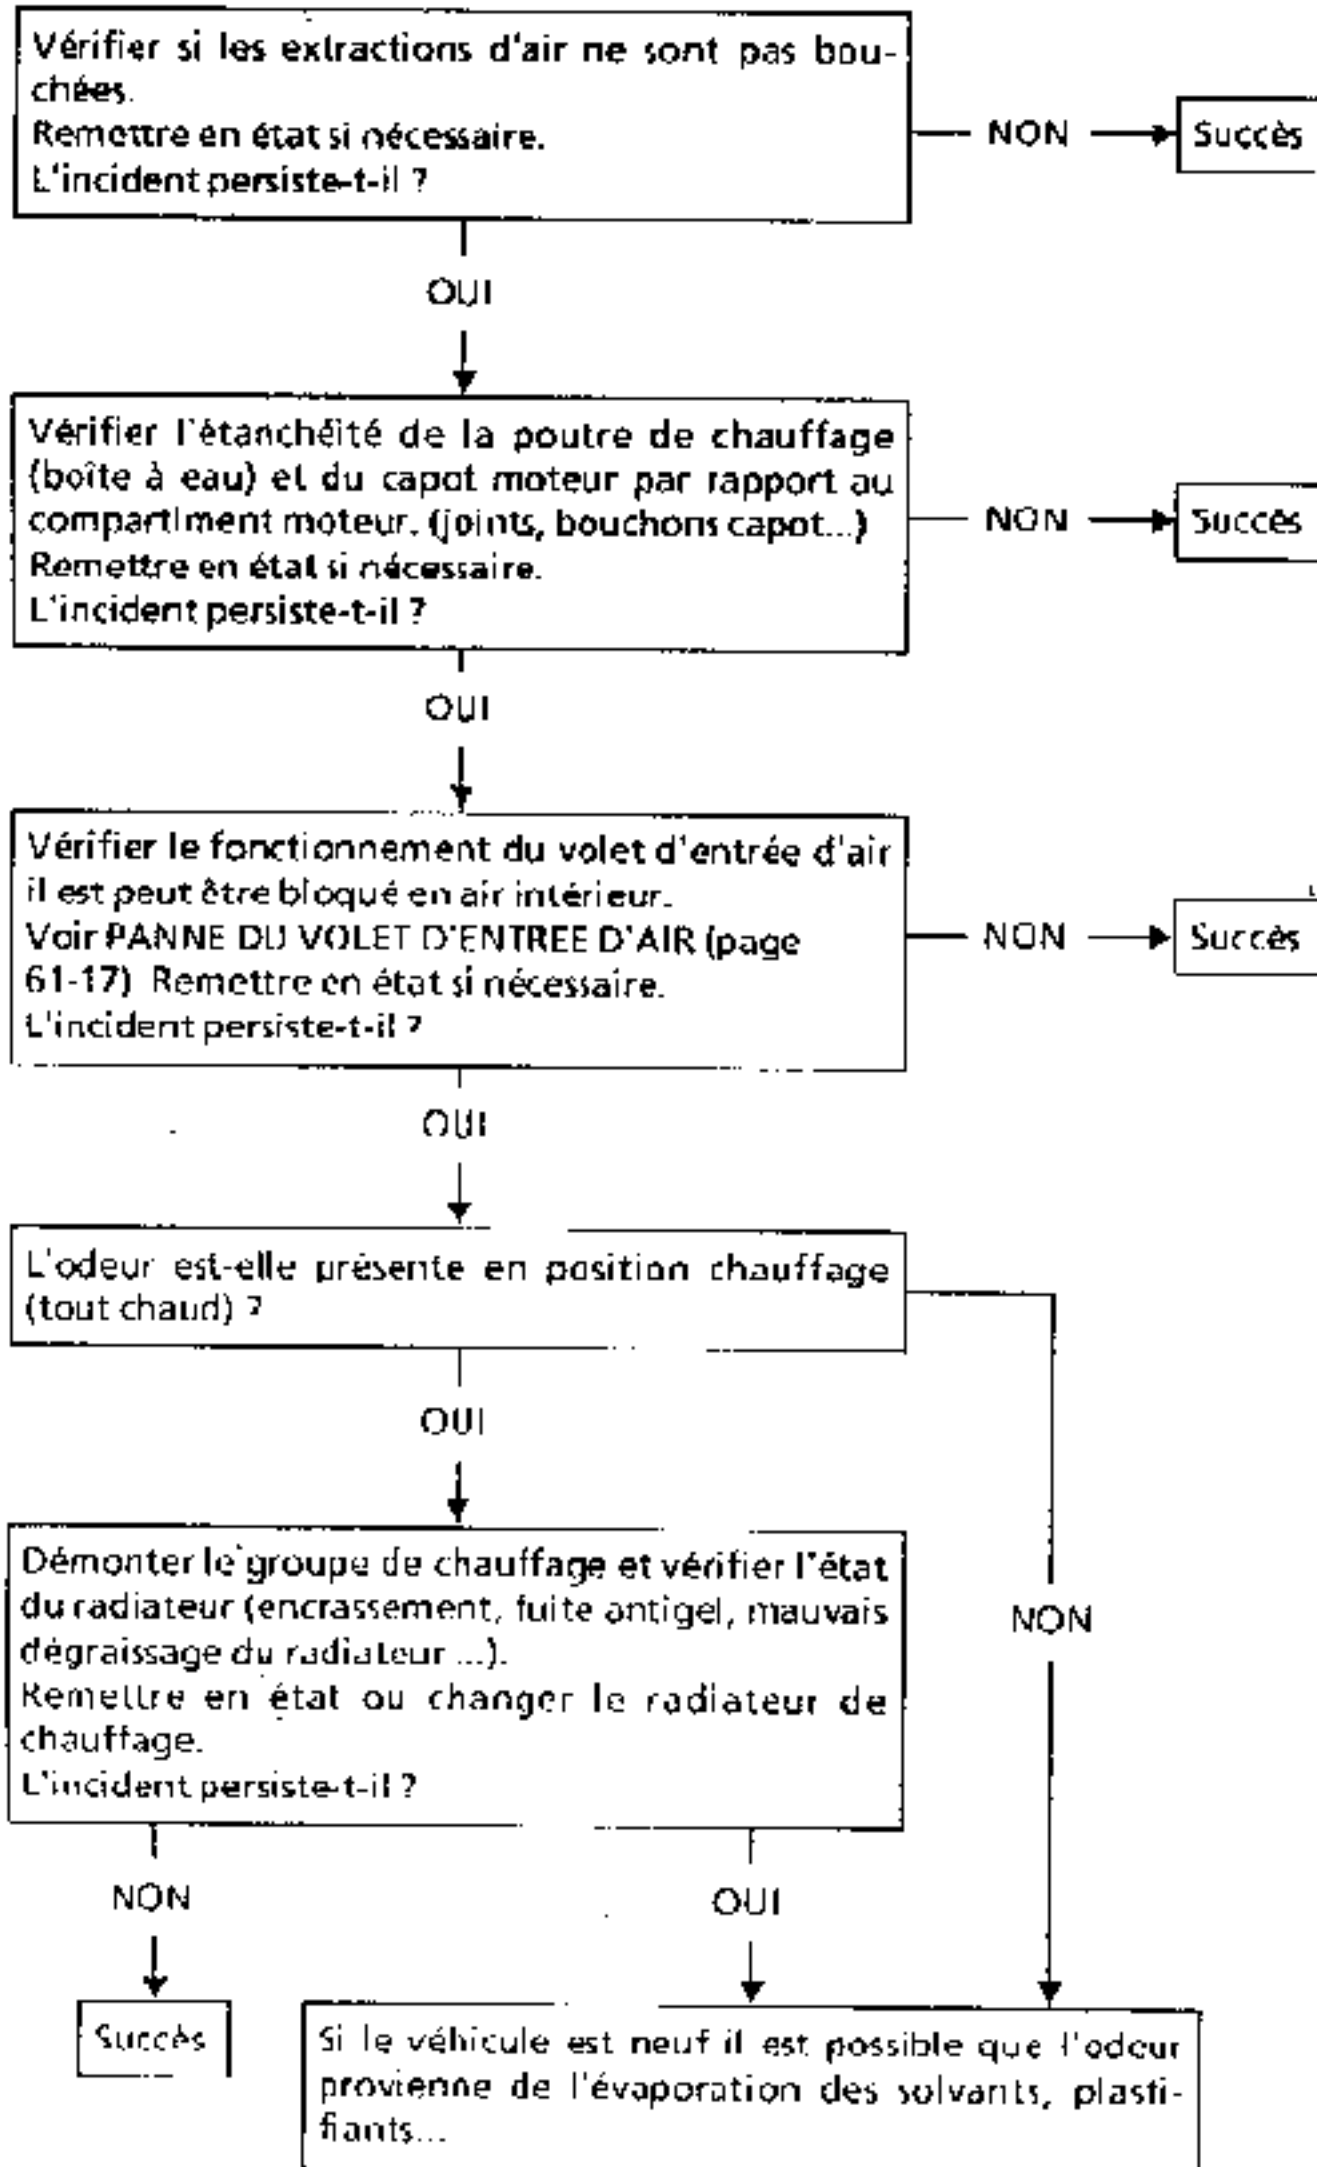 Vérifier si les extractions d'air ne sont pas bou-
chées.
Remettre en état si nécessaire.
L'incident persiste-t-il ?
NON
Succès
OUI
Vérifier l'étanchéité de la poutre de chauffage
(boîte à eau) et du capot moteur par rapport au
compartiment moteur. (joints, bouchons capot...)
Remettre en état si nécessaire.
L'incident persiste-t-il ?
NON
Succès
OUI
Vérifier le fonctionnement du volet d'entrée d'air
il est peut être bloqué en air intérieur.
Voir PANNE DU VOLET D'ENTREE D'AIR (page
61-17) Remettre en état si nécessaire.
L'incident persiste-t-il ?
NON
Succès
OUI
L'odeur est-elle présente en position chauffage
(tout chaud) ?
OUI
NON
Démonter le groupe de chauffage et vérifier l'état
du radiateur (encrassement, fuite antigel, mauvais
dégraissage du radiateur ...).
Remettre en état ou changer le radiateur de
chauffage.
L'incident persiste-t-il ?
NON
OUI
Succès
Si le véhicule est neuf il est possible que l'odeur
provienne de l'évaporation des solvants, plasti-
fiants...